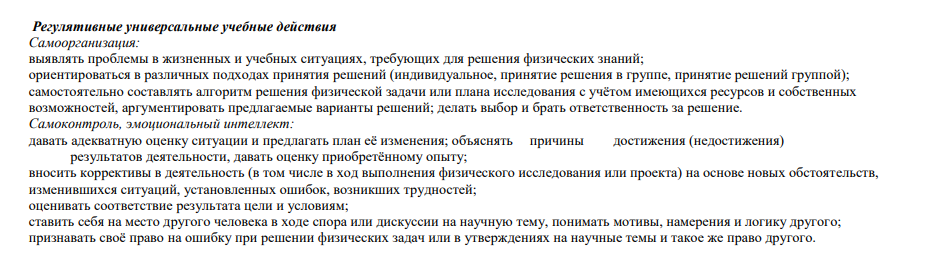 Регулятивные универсальные учебные действия
Самоорганизация:
выявлять проблемы в жизненных и учебных ситуациях, требующих для решения физических знаний;
ориентироваться в различных подходах принятия решений (индивидуальное, принятие решения в группе, принятие решений группой);
самостоятельно составлять алгоритм решения физической задачи или плана исследования с учётом имеющихся ресурсов и собственных
возможностей, аргументировать предлагаемые варианты решений; делать выбор и брать ответственность за решение.
Самоконтроль, эмоциональный интеллект:
давать адекватную оценку ситуации и предлагать план её изменения; объяснять причины достижения (недостижения)
результатов деятельности, давать оценку приобретённому опыту;
вносить коррективы в деятельность (в том числе в ход выполнения физического исследования или проекта) на основе новых обстоятельств,
изменившихся ситуаций, установленных ошибок, возникших трудностей;
оценивать соответствие результата цели и условиям;
ставить себя на место другого человека в ходе спора или дискуссии на научную тему, понимать мотивы, намерения и логику другого;
признавать своё право на ошибку при решении физических задач или в утверждениях на научные темы и такое же право другого.